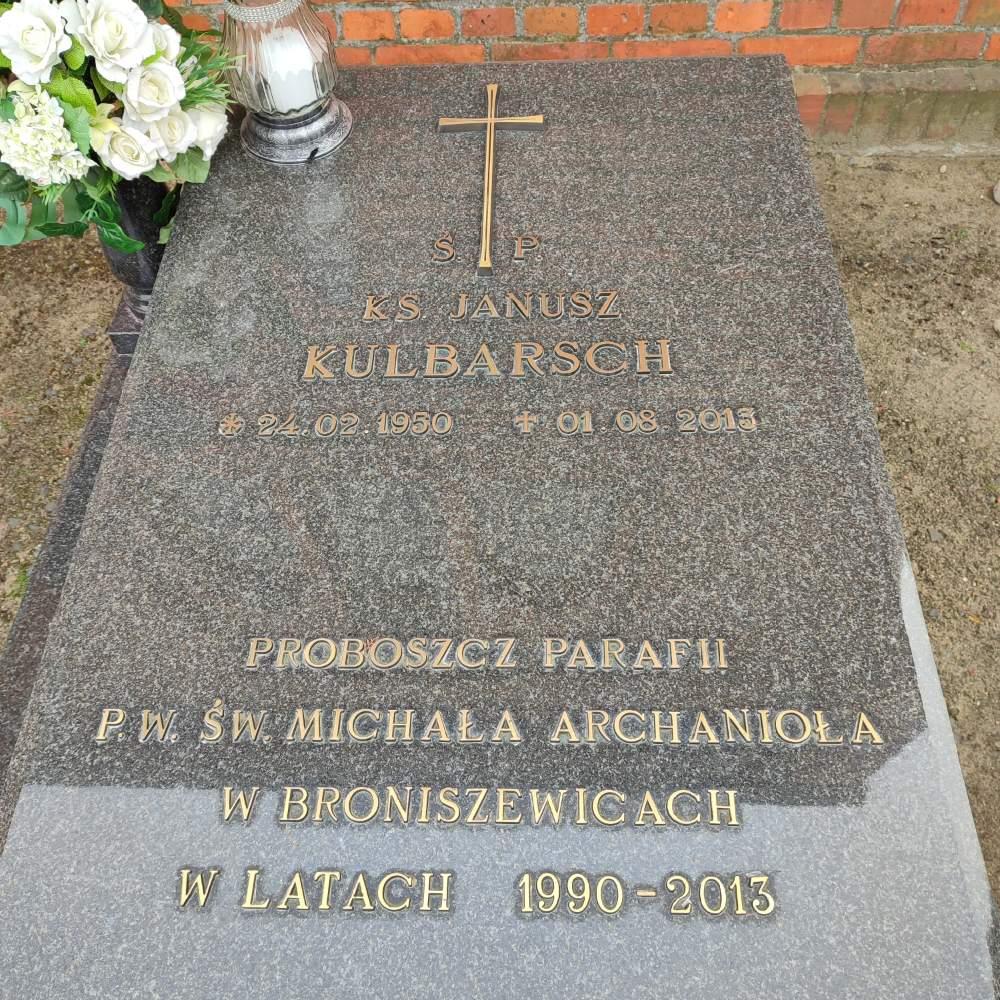 Ś. P.
KS JANUSZ
KULBARSCH
* 24.02.1950 ✝ 01.08.2013
PROBOSZCZ PARAFII
P.W. ŚW. MICHAŁA ARCHANIOŁA
W BRONISZEWICACH
W LATACH 1990-2013